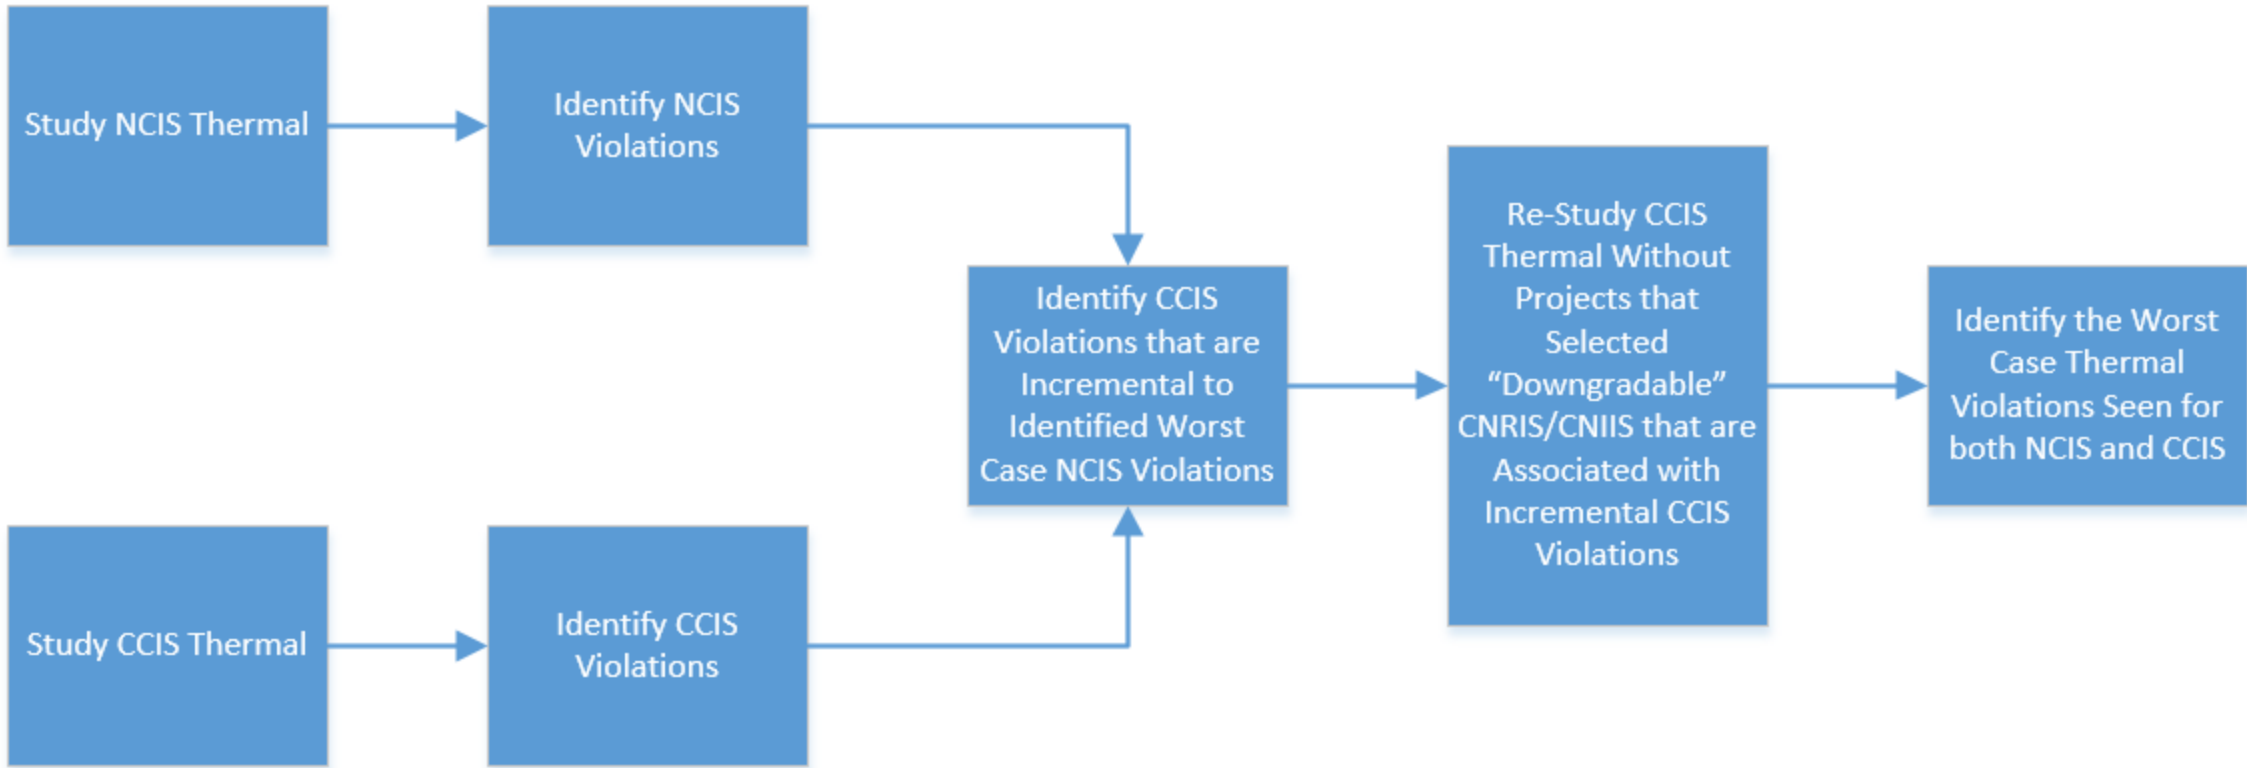 Study NCIS Thermal
Identify NCIS
Violations
Study CCIS Thermal
Identify CCIS
Violations
Identify CCIS
Violations that are
Incremental to
Identified Worst
Case NCIS Violations
Re-Study CCIS
Thermal Without
Projects that
Selected
“Downgradable”
CNRIS/CNIIS that are
Associated with
Incremental CCIS
Violations
Identify the Worst
Case Thermal
Violations Seen for
both NCIS and CCIS